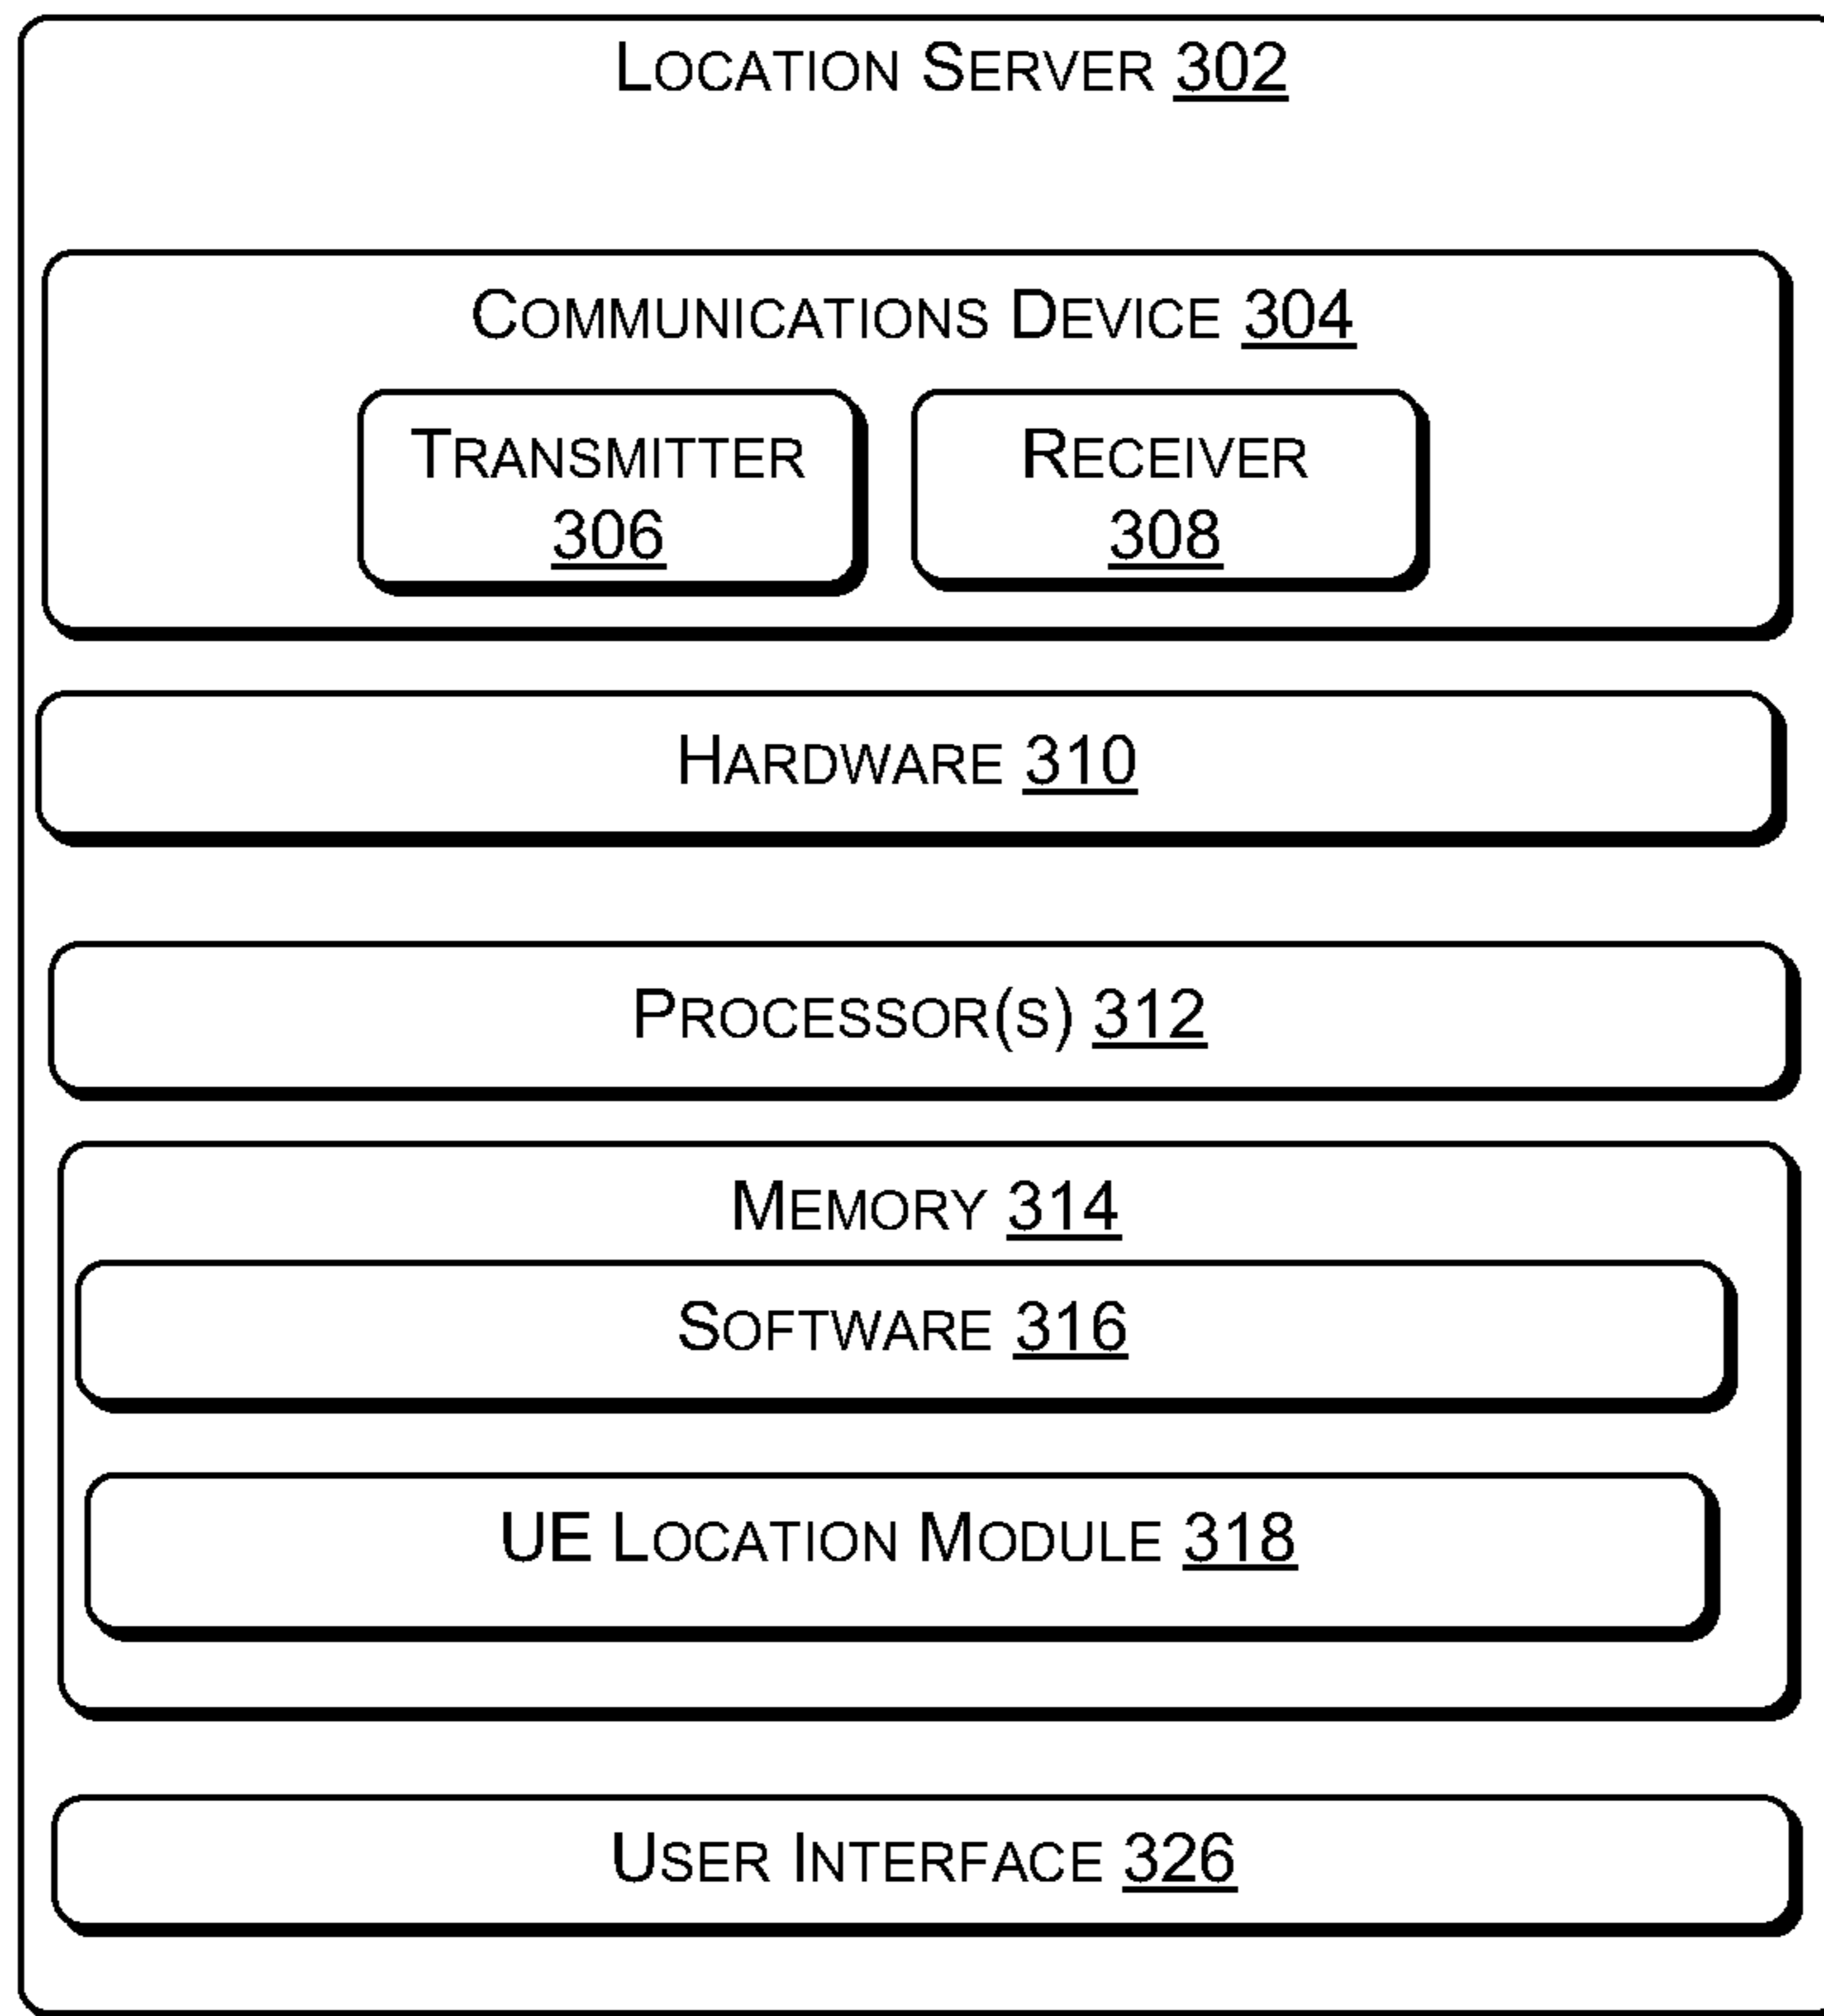 LOCATION SERVER 302
COMMUNICATIONS DEVICE 304
TRANSMITTER
306
RECEIVER
308
HARDWARE 310
PROCESSOR(S) 312
MEMORY 314
SOFTWARE 316
UE LOCATION MODULE 318
USER INTERFACE 326